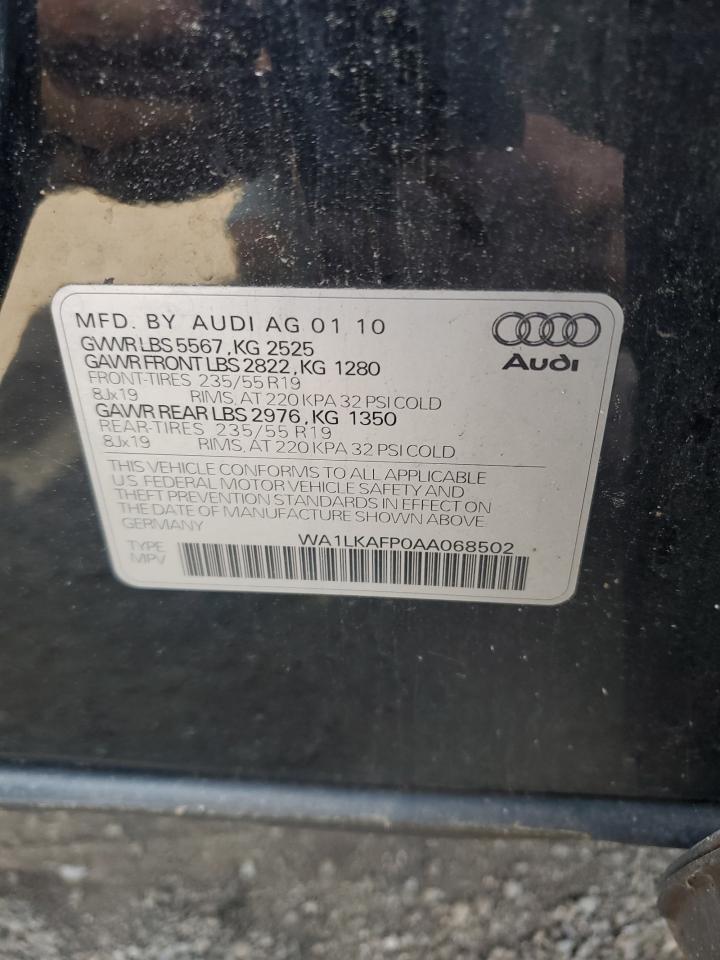 MFD. BY AUDI AG 01 10
GVWR LBS 5567, KG 2525
GAWR FRONT LBS 2822, KG 1280
FRONT-TIRES 235/55 R19
8Jx19 RIMS, AT 220 KPA 32 PSI COLD
GAWR REAR LBS 2976, KG 1350
REAR-TIRES 235/55 R19
8Jx19 RIMS, AT 220 KPA 32 PSI COLD
THIS VEHICLE CONFORMS TO ALL APPLICABLE
U.S. FEDERAL MOTOR VEHICLE SAFETY AND
THEFT PREVENTION STANDARDS IN EFFECT ON
THE DATE OF MANUFACTURE SHOWN ABOVE.
GERMANY
TYPE WA1LKAFP0AA068502
MPV
Audi